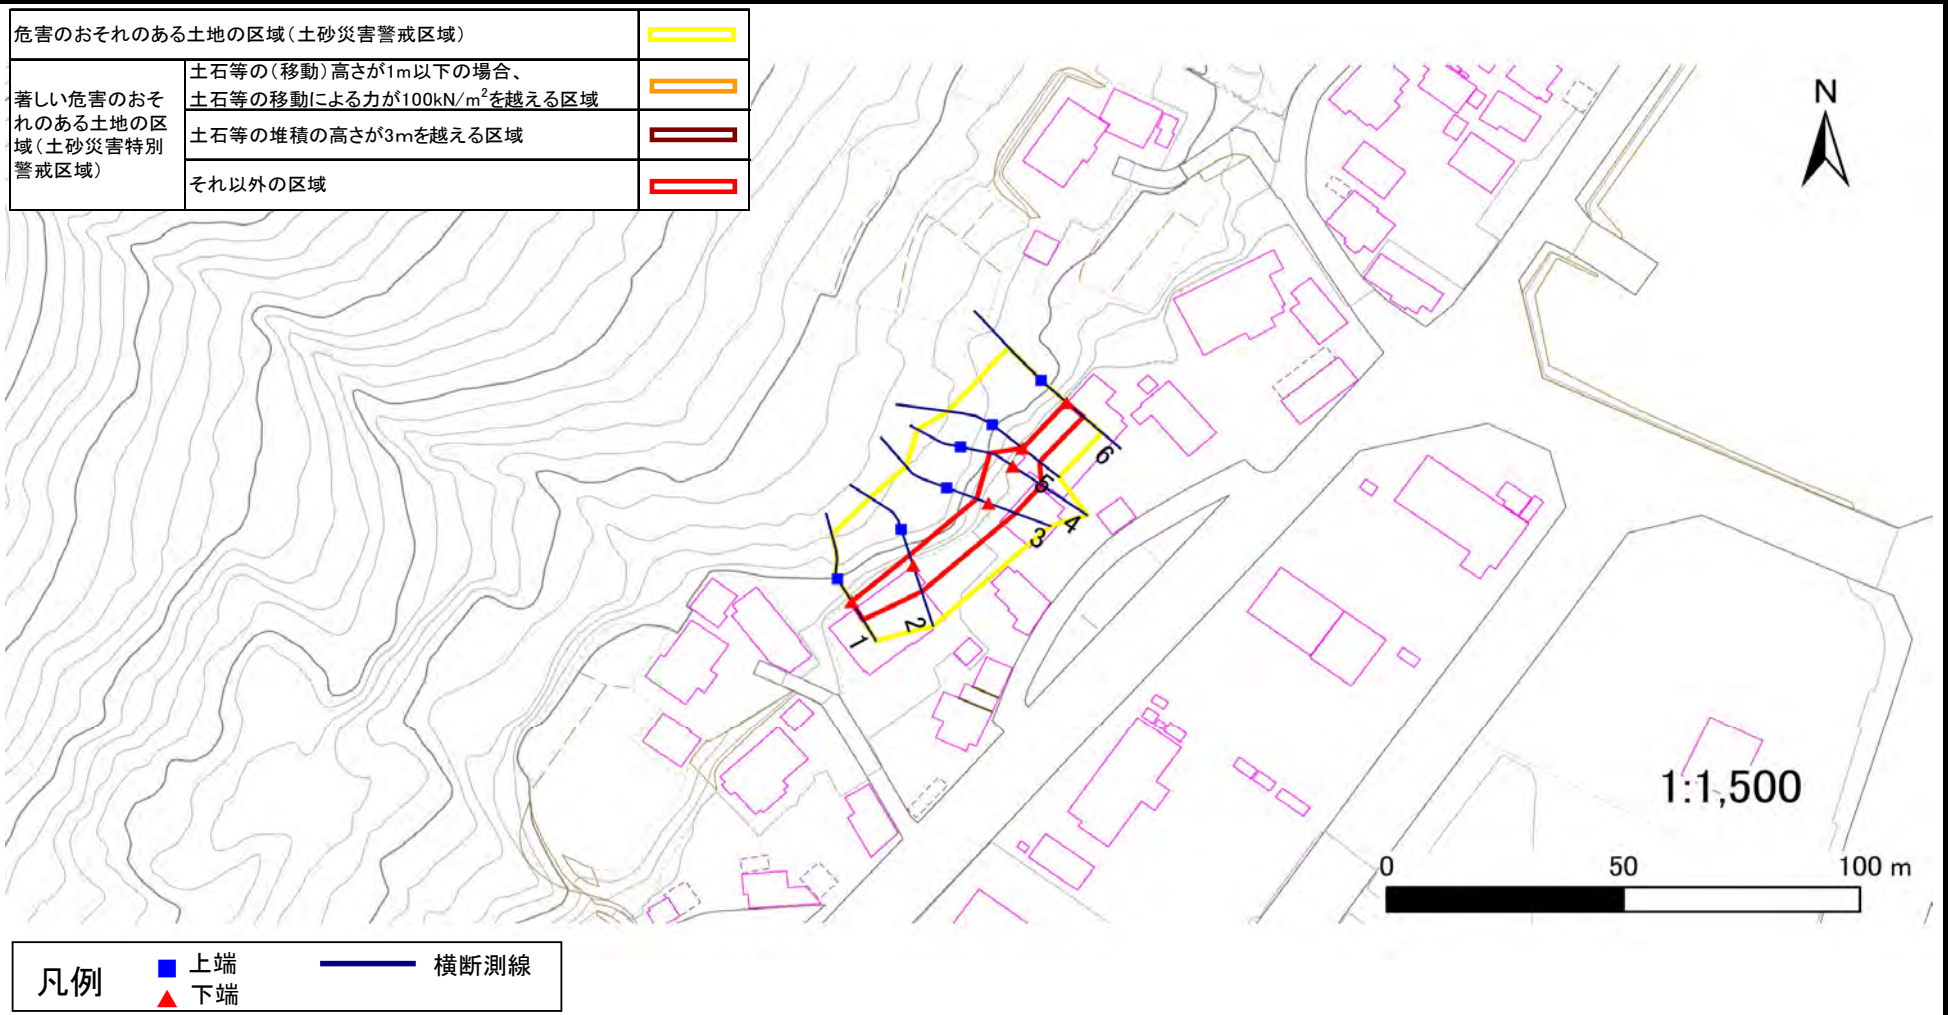 危害のおそれのある土地の区域(土砂災害警戒区域)
著しい危害のおそ
れのある土地の区
域(土砂災害特別
警戒区域)
土石等の(移動)高さが1m以下の場合、
土石等の移動による力が100kN/m²を越える区域
土石等の堆積の高さが3mを越える区域
それ以外の区域
N
6
5
4
3
2
1
1:1,500
0 50 100 m
凡例
上端
下端
横断測線